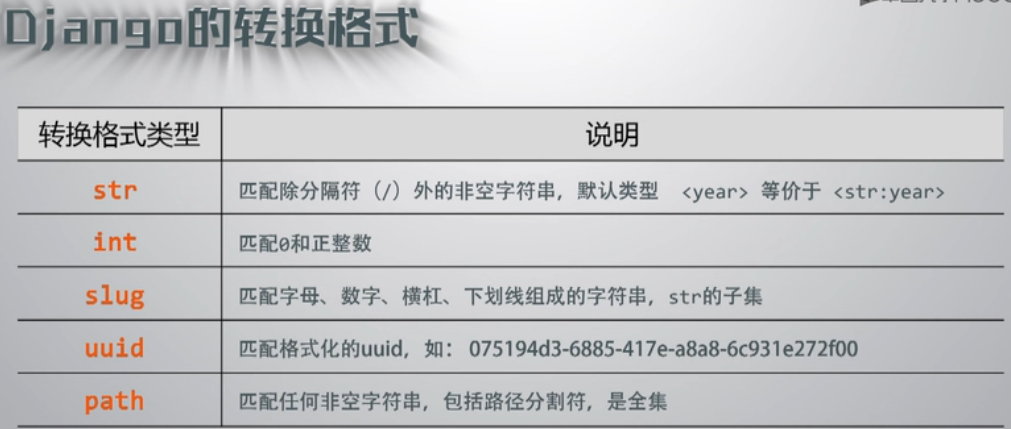 Django的转换格式
转换格式类型 说明
str 匹配除分隔符（/）外的非空字符串，默认类型 <year> 等价于 <str:year>
int 匹配0和正整数
slug 匹配字母、数字、横杠、下划线组成的字符串，str的子集
uuid 匹配格式化的uuid，如： 075194d3-6885-417e-a8a8-6c931e272f00
path 匹配任何非空字符串，包括路径分割符，是全集